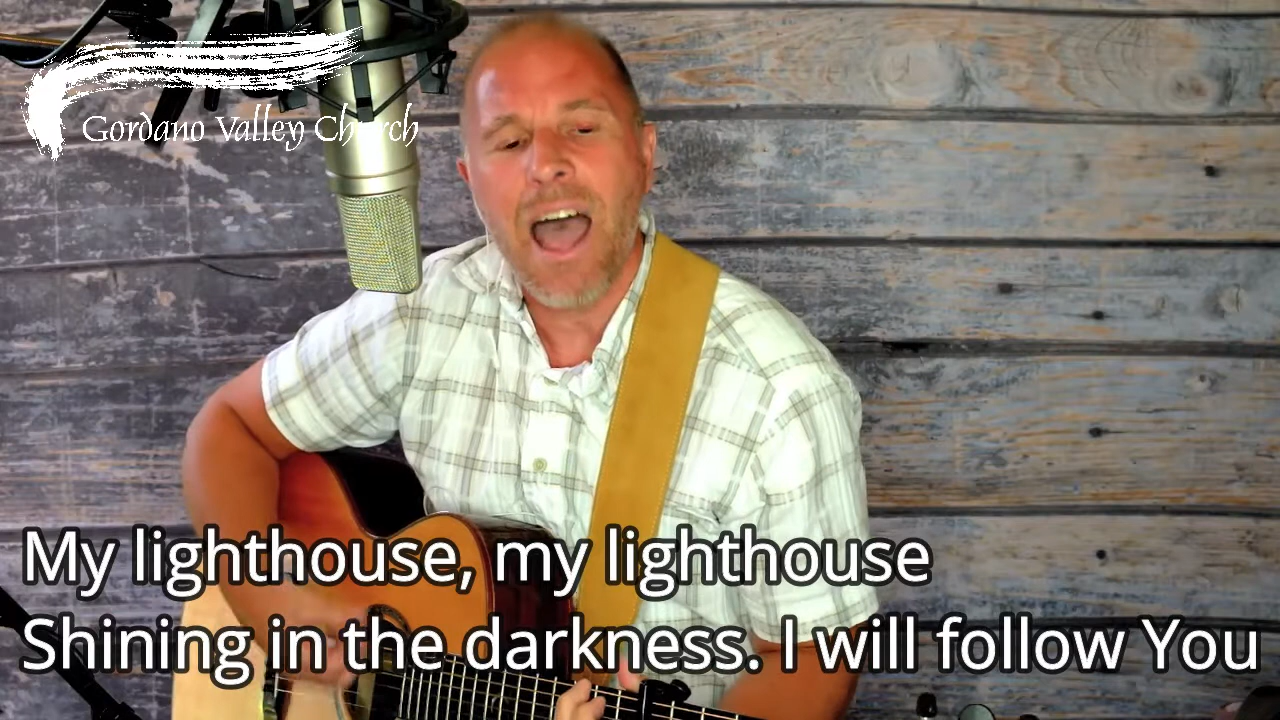 Gordano Valley Church
My lighthouse, my lighthouse
Shining in the darkness. I will follow You